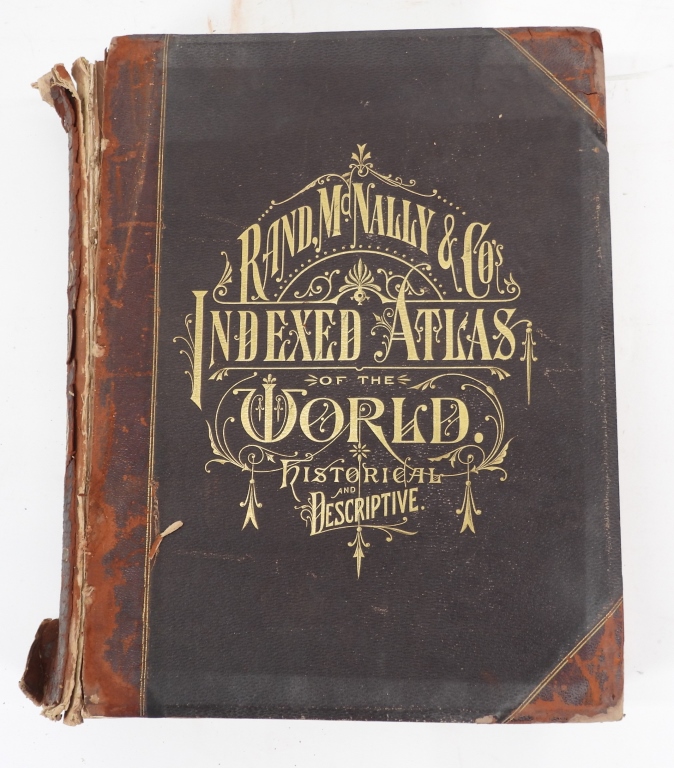 RAND, McNALLY & Co's
INDEXED ATLAS
OF THE
WORLD.
HISTORICAL
AND
DESCRIPTIVE.